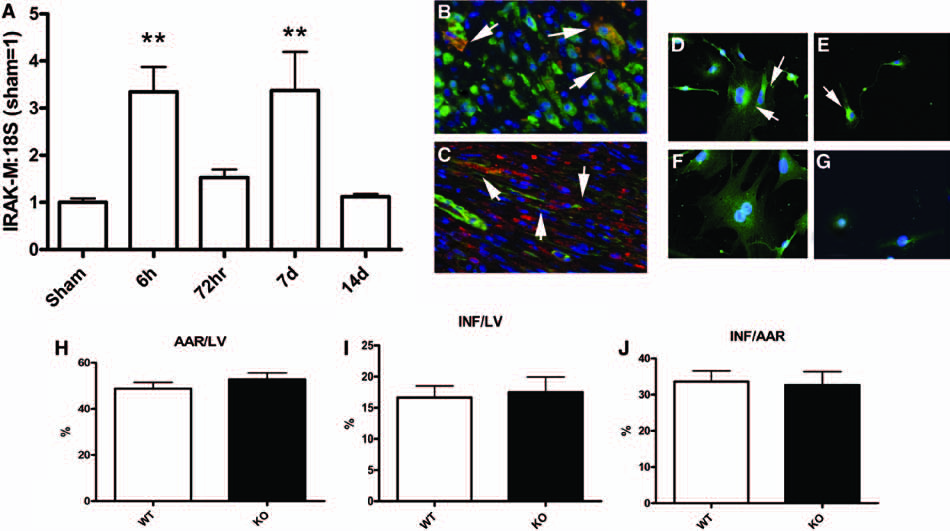 A
IRAK-M:18S (sham=1)
5
4
3
2
1
0
**
**
Sham
6h
72hr
7d
14d
B
C
D
E
F
G
H
AAR/LV
%
60
40
20
0
WT
KO
I
INF/LV
%
25
20
15
10
5
0
WT
KO
J
INF/AAR
%
40
30
20
10
0
WT
KO